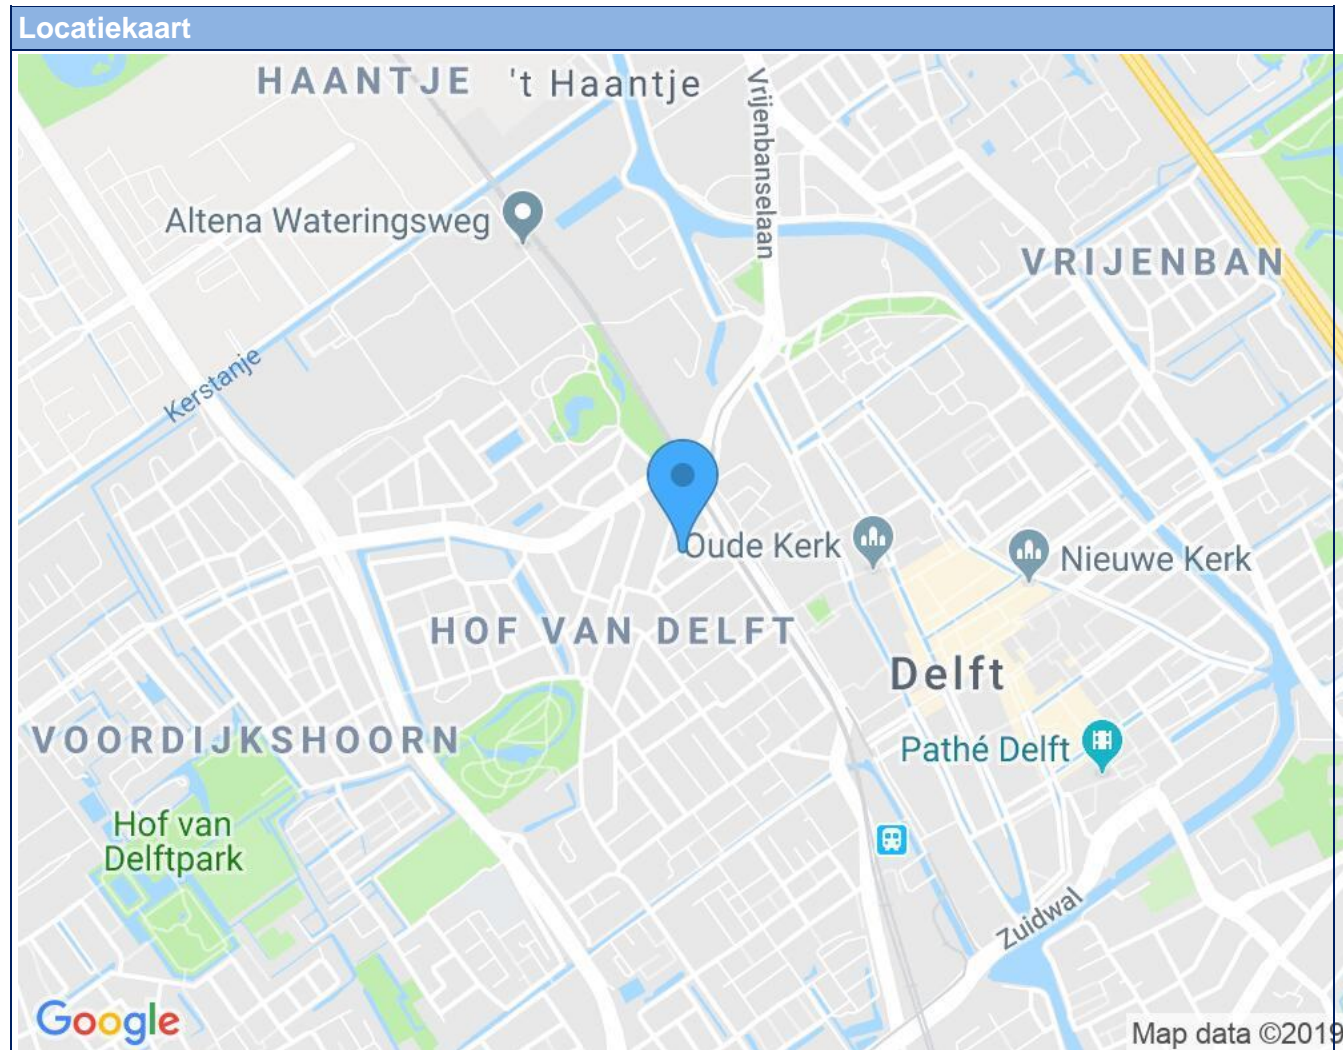 Locatiekaart
HAANTJE
't Haantje
Vrijenbanselaan
Altena Wateringsweg
VRIJENBAN
Kerstanje
Oude Kerk
Nieuwe Kerk
HOF VAN DELFT
Delft
VOORDIJKSHOORN
Pathé Delft
Hof van
Delftpark
Zuidwal
Google
Map data ©2019